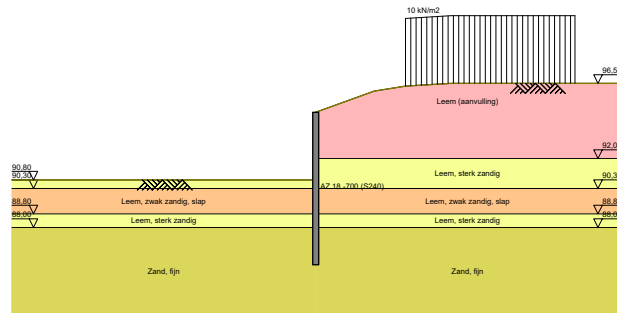 10 kN/m2
96,5
Leem (aanvulling)
92,0
90,80
90,30
Leem, sterk zandig
AZ 18 -700 (S240)
90,3
88,80
Leem, zwak zandig, slap
Leem, zwak zandig, slap
88,8
88,00
Leem, sterk zandig
Leem, sterk zandig
88,0
Zand, fijn
Zand, fijn